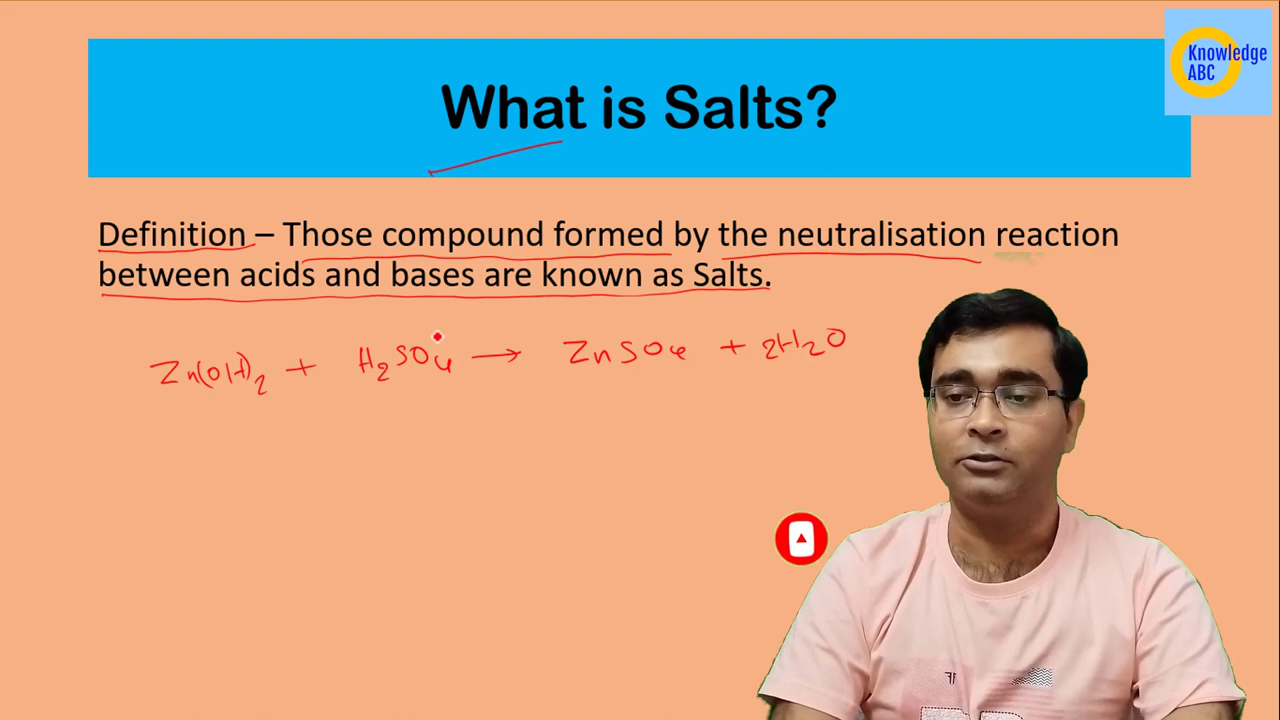 Knowledge
ABC
What is Salts?
Definition – Those compound formed by the neutralisation reaction
between acids and bases are known as Salts.
Zn(OH)₂ + H₂SO₄ → ZnSO₄ + 2H₂O